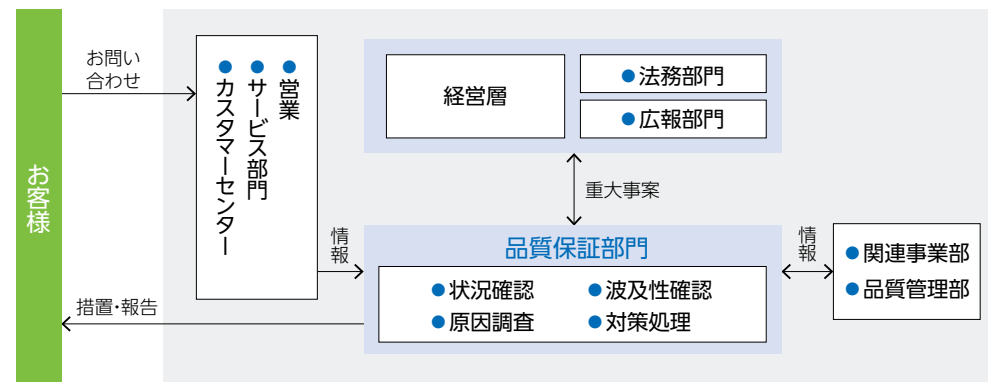 お客様
お問い
合わせ
●営業
●サービス部門
●カスタマーセンター
経営層
●法務部門
●広報部門
重大事案
情報
品質保証部門
●状況確認
●波及性確認
●原因調査
●対策処理
情報
●関連事業部
●品質管理部
措置・報告